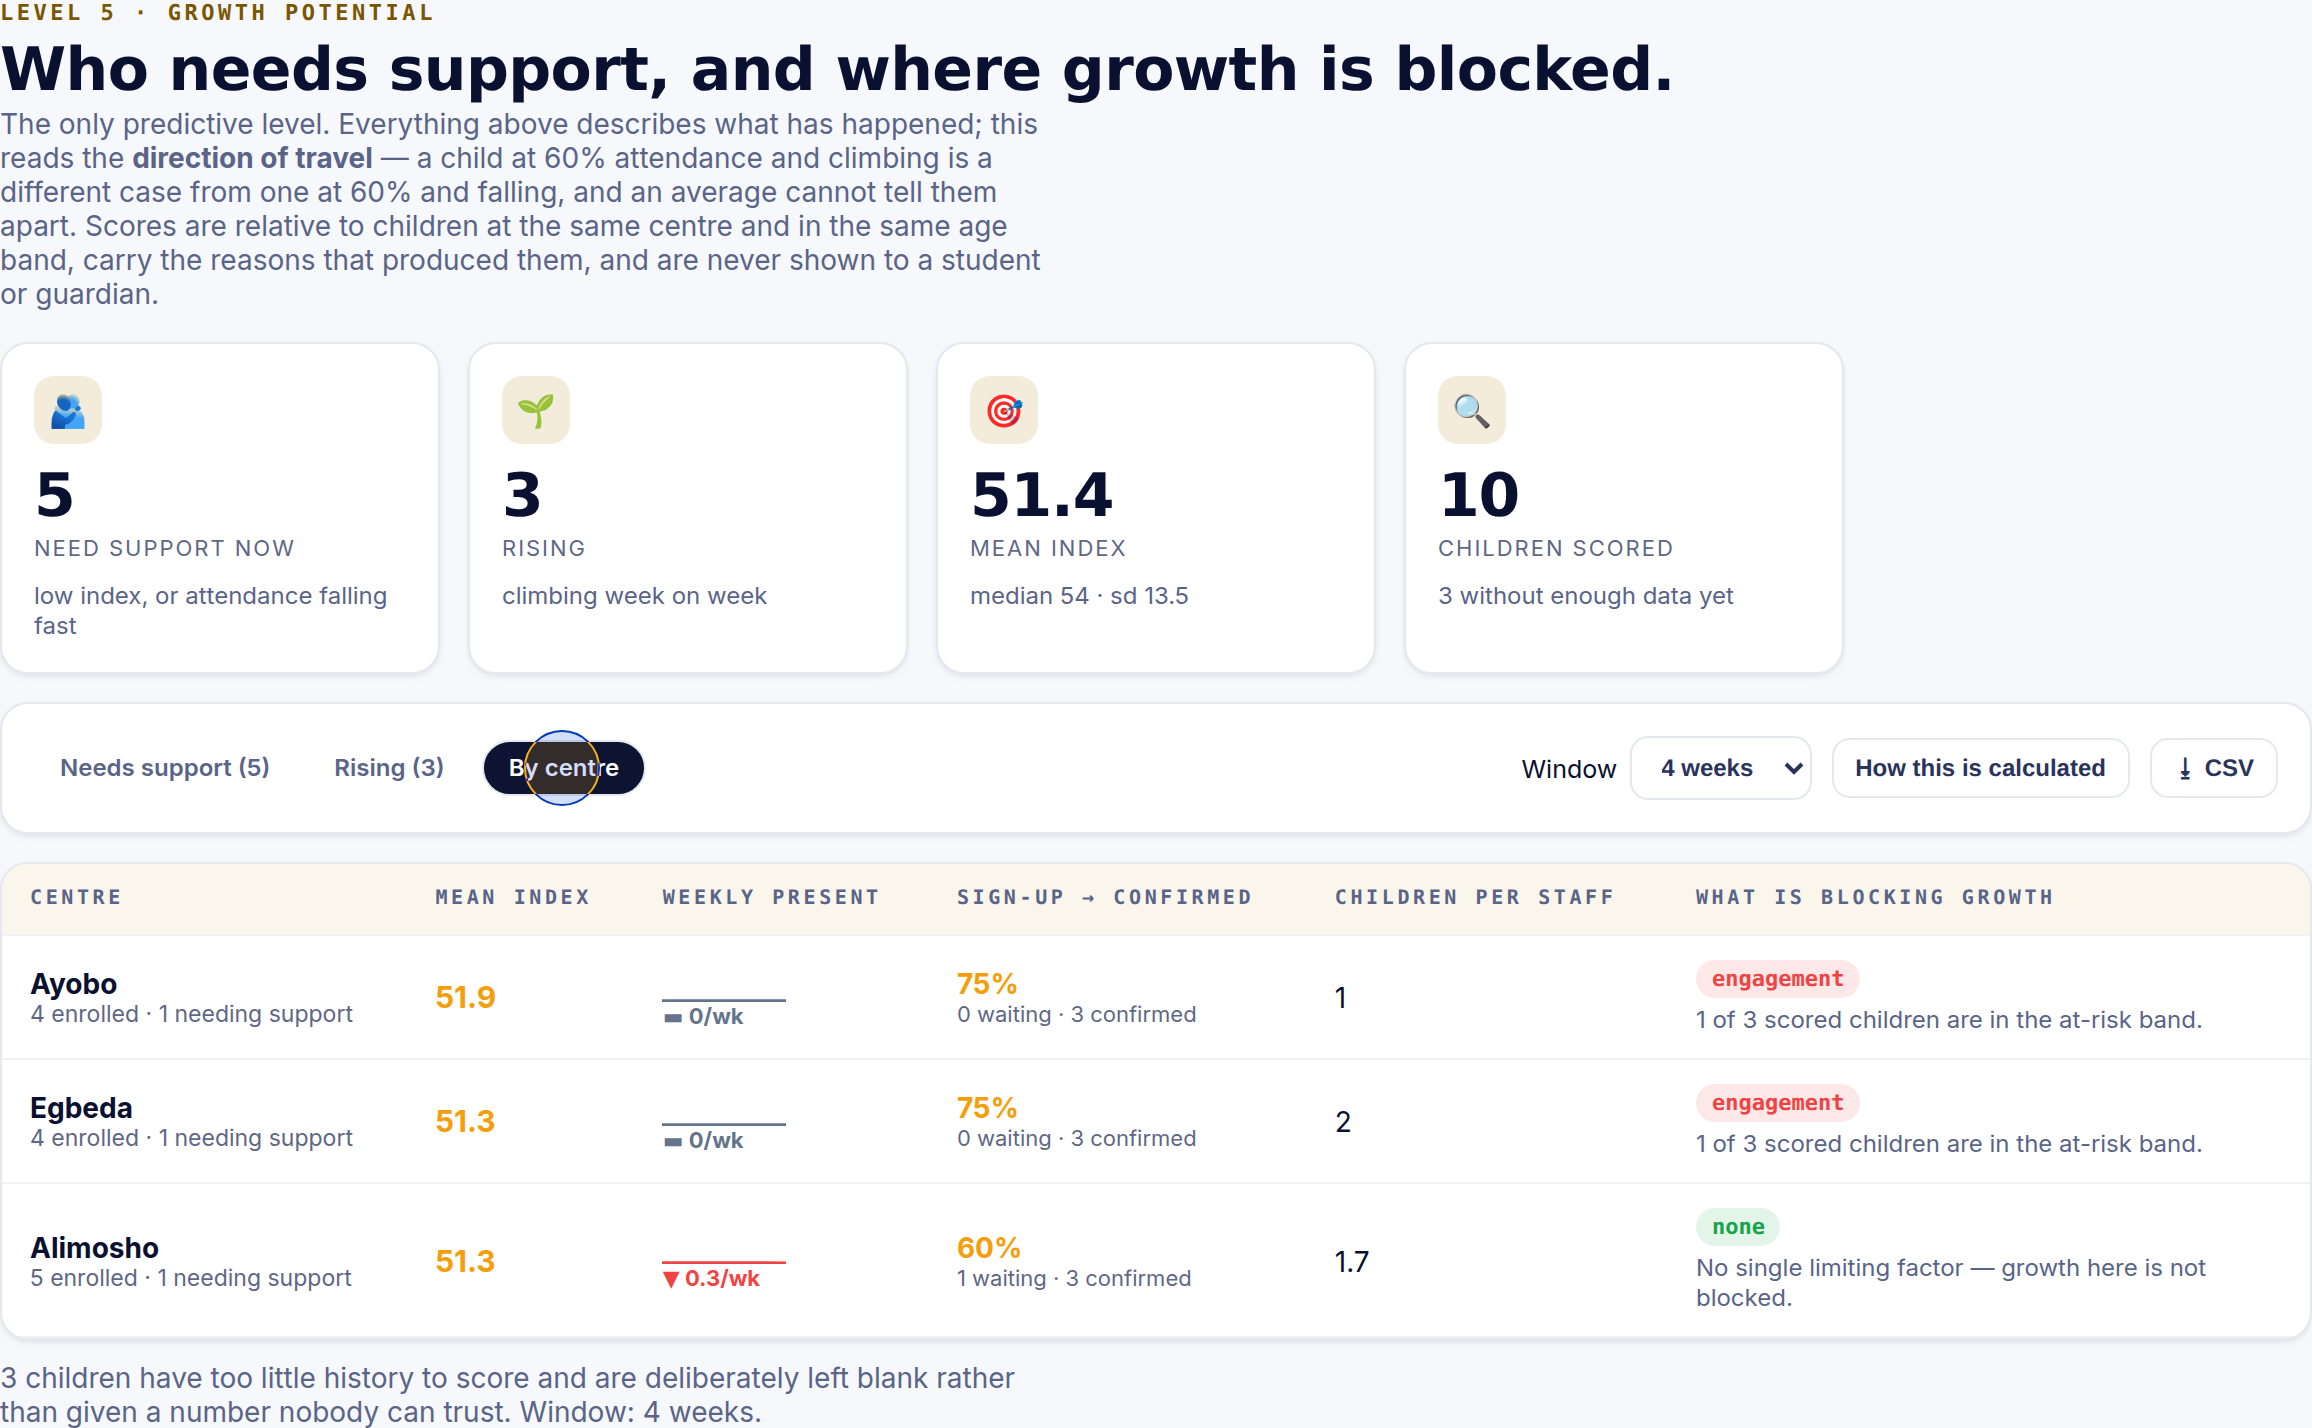 LEVEL 5 · GROWTH POTENTIAL
Who needs support, and where growth is blocked.
The only predictive level. Everything above describes what has happened; this
reads the direction of travel — a child at 60% attendance and climbing is a
different case from one at 60% and falling, and an average cannot tell them
apart. Scores are relative to children at the same centre and in the same age
band, carry the reasons that produced them, and are never shown to a student
or guardian.
5
NEED SUPPORT NOW
low index, or attendance falling
fast
3
RISING
climbing week on week
51.4
MEAN INDEX
median 54 · sd 13.5
10
CHILDREN SCORED
3 without enough data yet
Needs support (5) Rising (3) By centre Window 4 weeks How this is calculated ⭳ CSV
CENTRE MEAN INDEX WEEKLY PRESENT SIGN-UP → CONFIRMED CHILDREN PER STAFF WHAT IS BLOCKING GROWTH
Ayobo
4 enrolled · 1 needing support
51.9
▬ 0/wk
75%
0 waiting · 3 confirmed
1
engagement
1 of 3 scored children are in the at-risk band.
Egbeda
4 enrolled · 1 needing support
51.3
▬ 0/wk
75%
0 waiting · 3 confirmed
2
engagement
1 of 3 scored children are in the at-risk band.
Alimosho
5 enrolled · 1 needing support
51.3
▼ 0.3/wk
60%
1 waiting · 3 confirmed
1.7
none
No single limiting factor — growth here is not
blocked.
3 children have too little history to score and are deliberately left blank rather
than given a number nobody can trust. Window: 4 weeks.